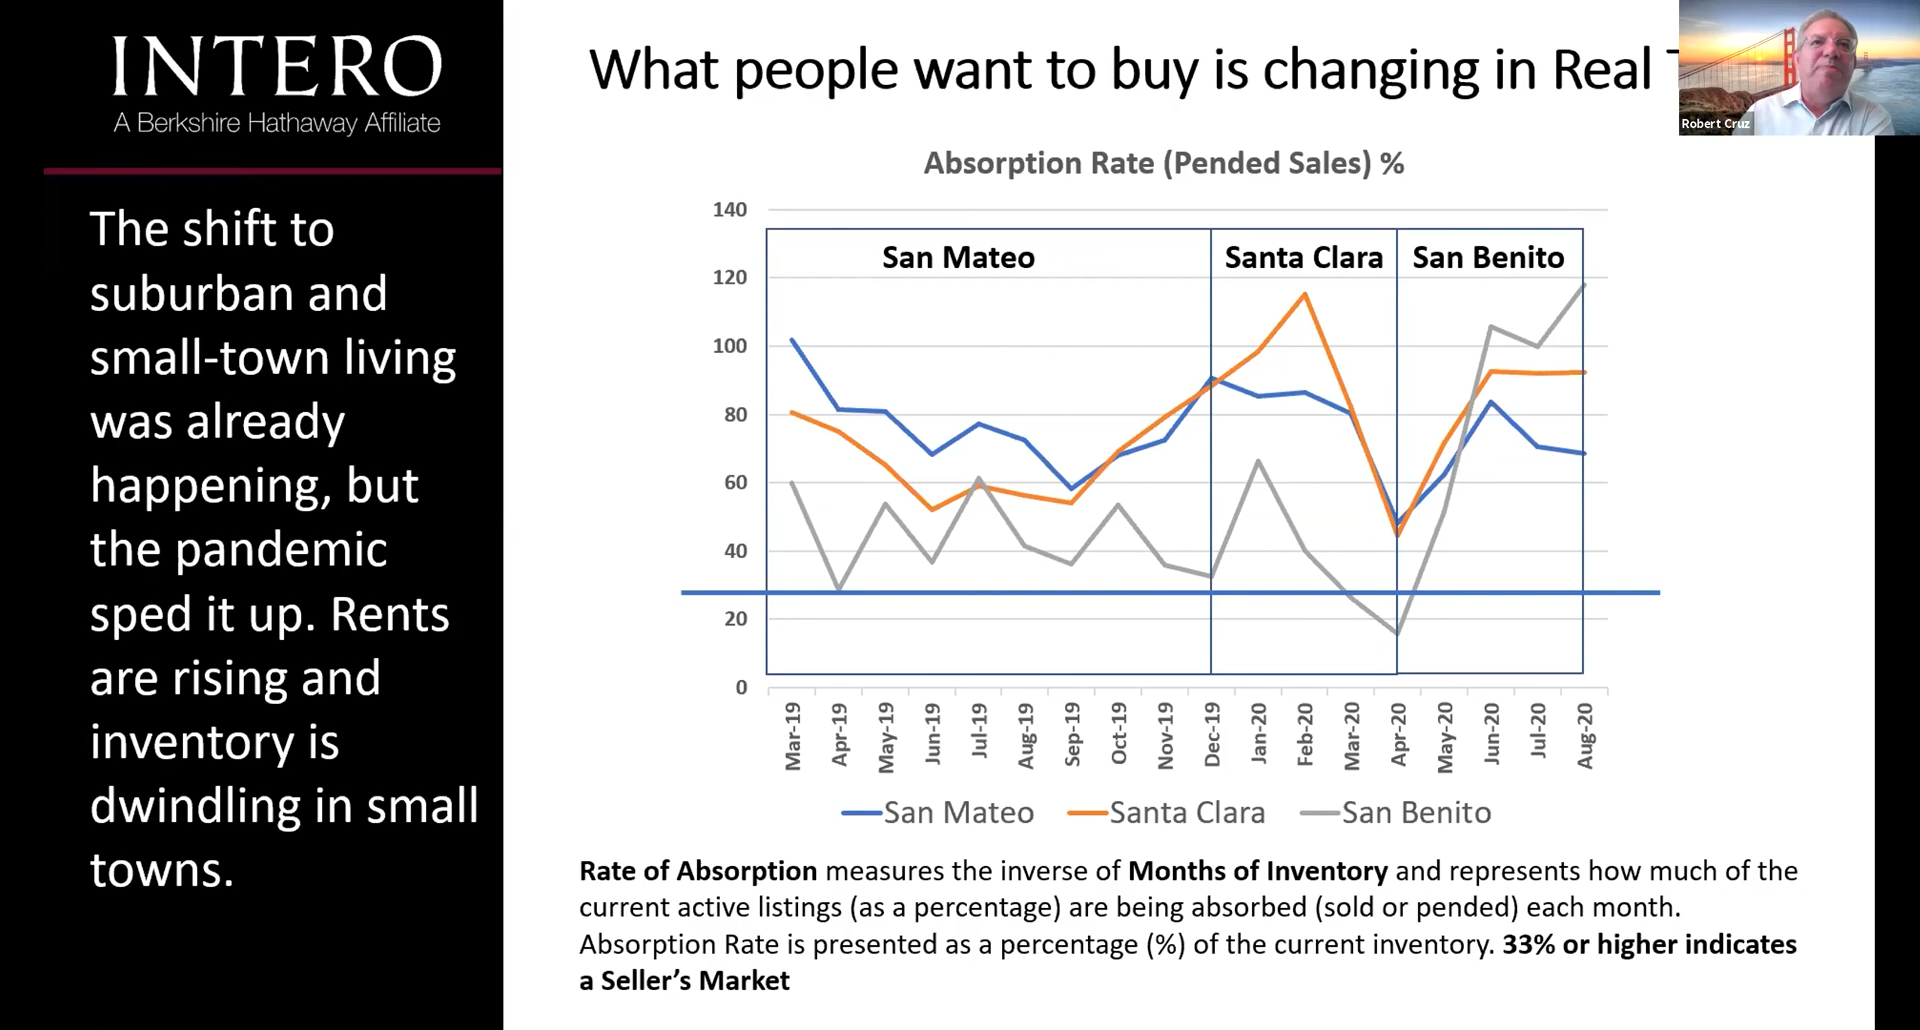 INTERO
A Berkshire Hathaway Affiliate
The shift to
suburban and
small-town living
was already
happening, but
the pandemic
sped it up. Rents
are rising and
inventory is
dwindling in small
towns.
What people want to buy is changing in Real
Robert Cruz
Absorption Rate (Pended Sales) %
140
120
100
80
60
40
20
0
San Mateo
Santa Clara
San Benito
Mar-19
Apr-19
May-19
Jun-19
Jul-19
Aug-19
Sep-19
Oct-19
Nov-19
Dec-19
Jan-20
Feb-20
Mar-20
Apr-20
May-20
Jun-20
Jul-20
Aug-20
San Mateo
Santa Clara
San Benito
Rate of Absorption measures the inverse of Months of Inventory and represents how much of the
current active listings (as a percentage) are being absorbed (sold or pended) each month.
Absorption Rate is presented as a percentage (%) of the current inventory. 33% or higher indicates
a Seller’s Market